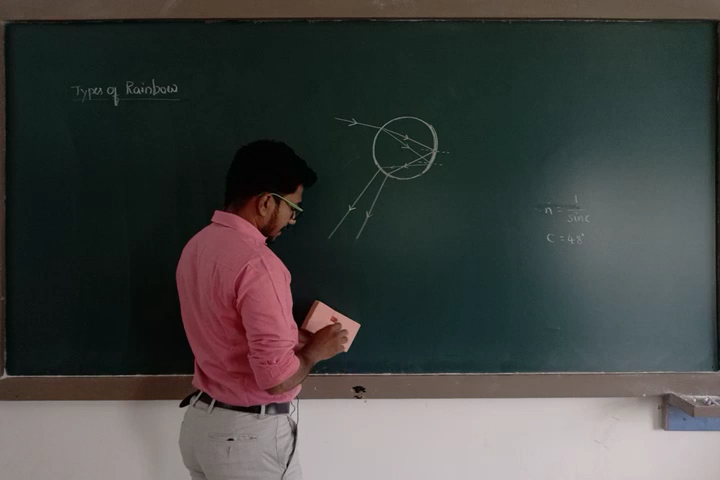 Types of Rainbow
n = 1/sinc
c = 48°